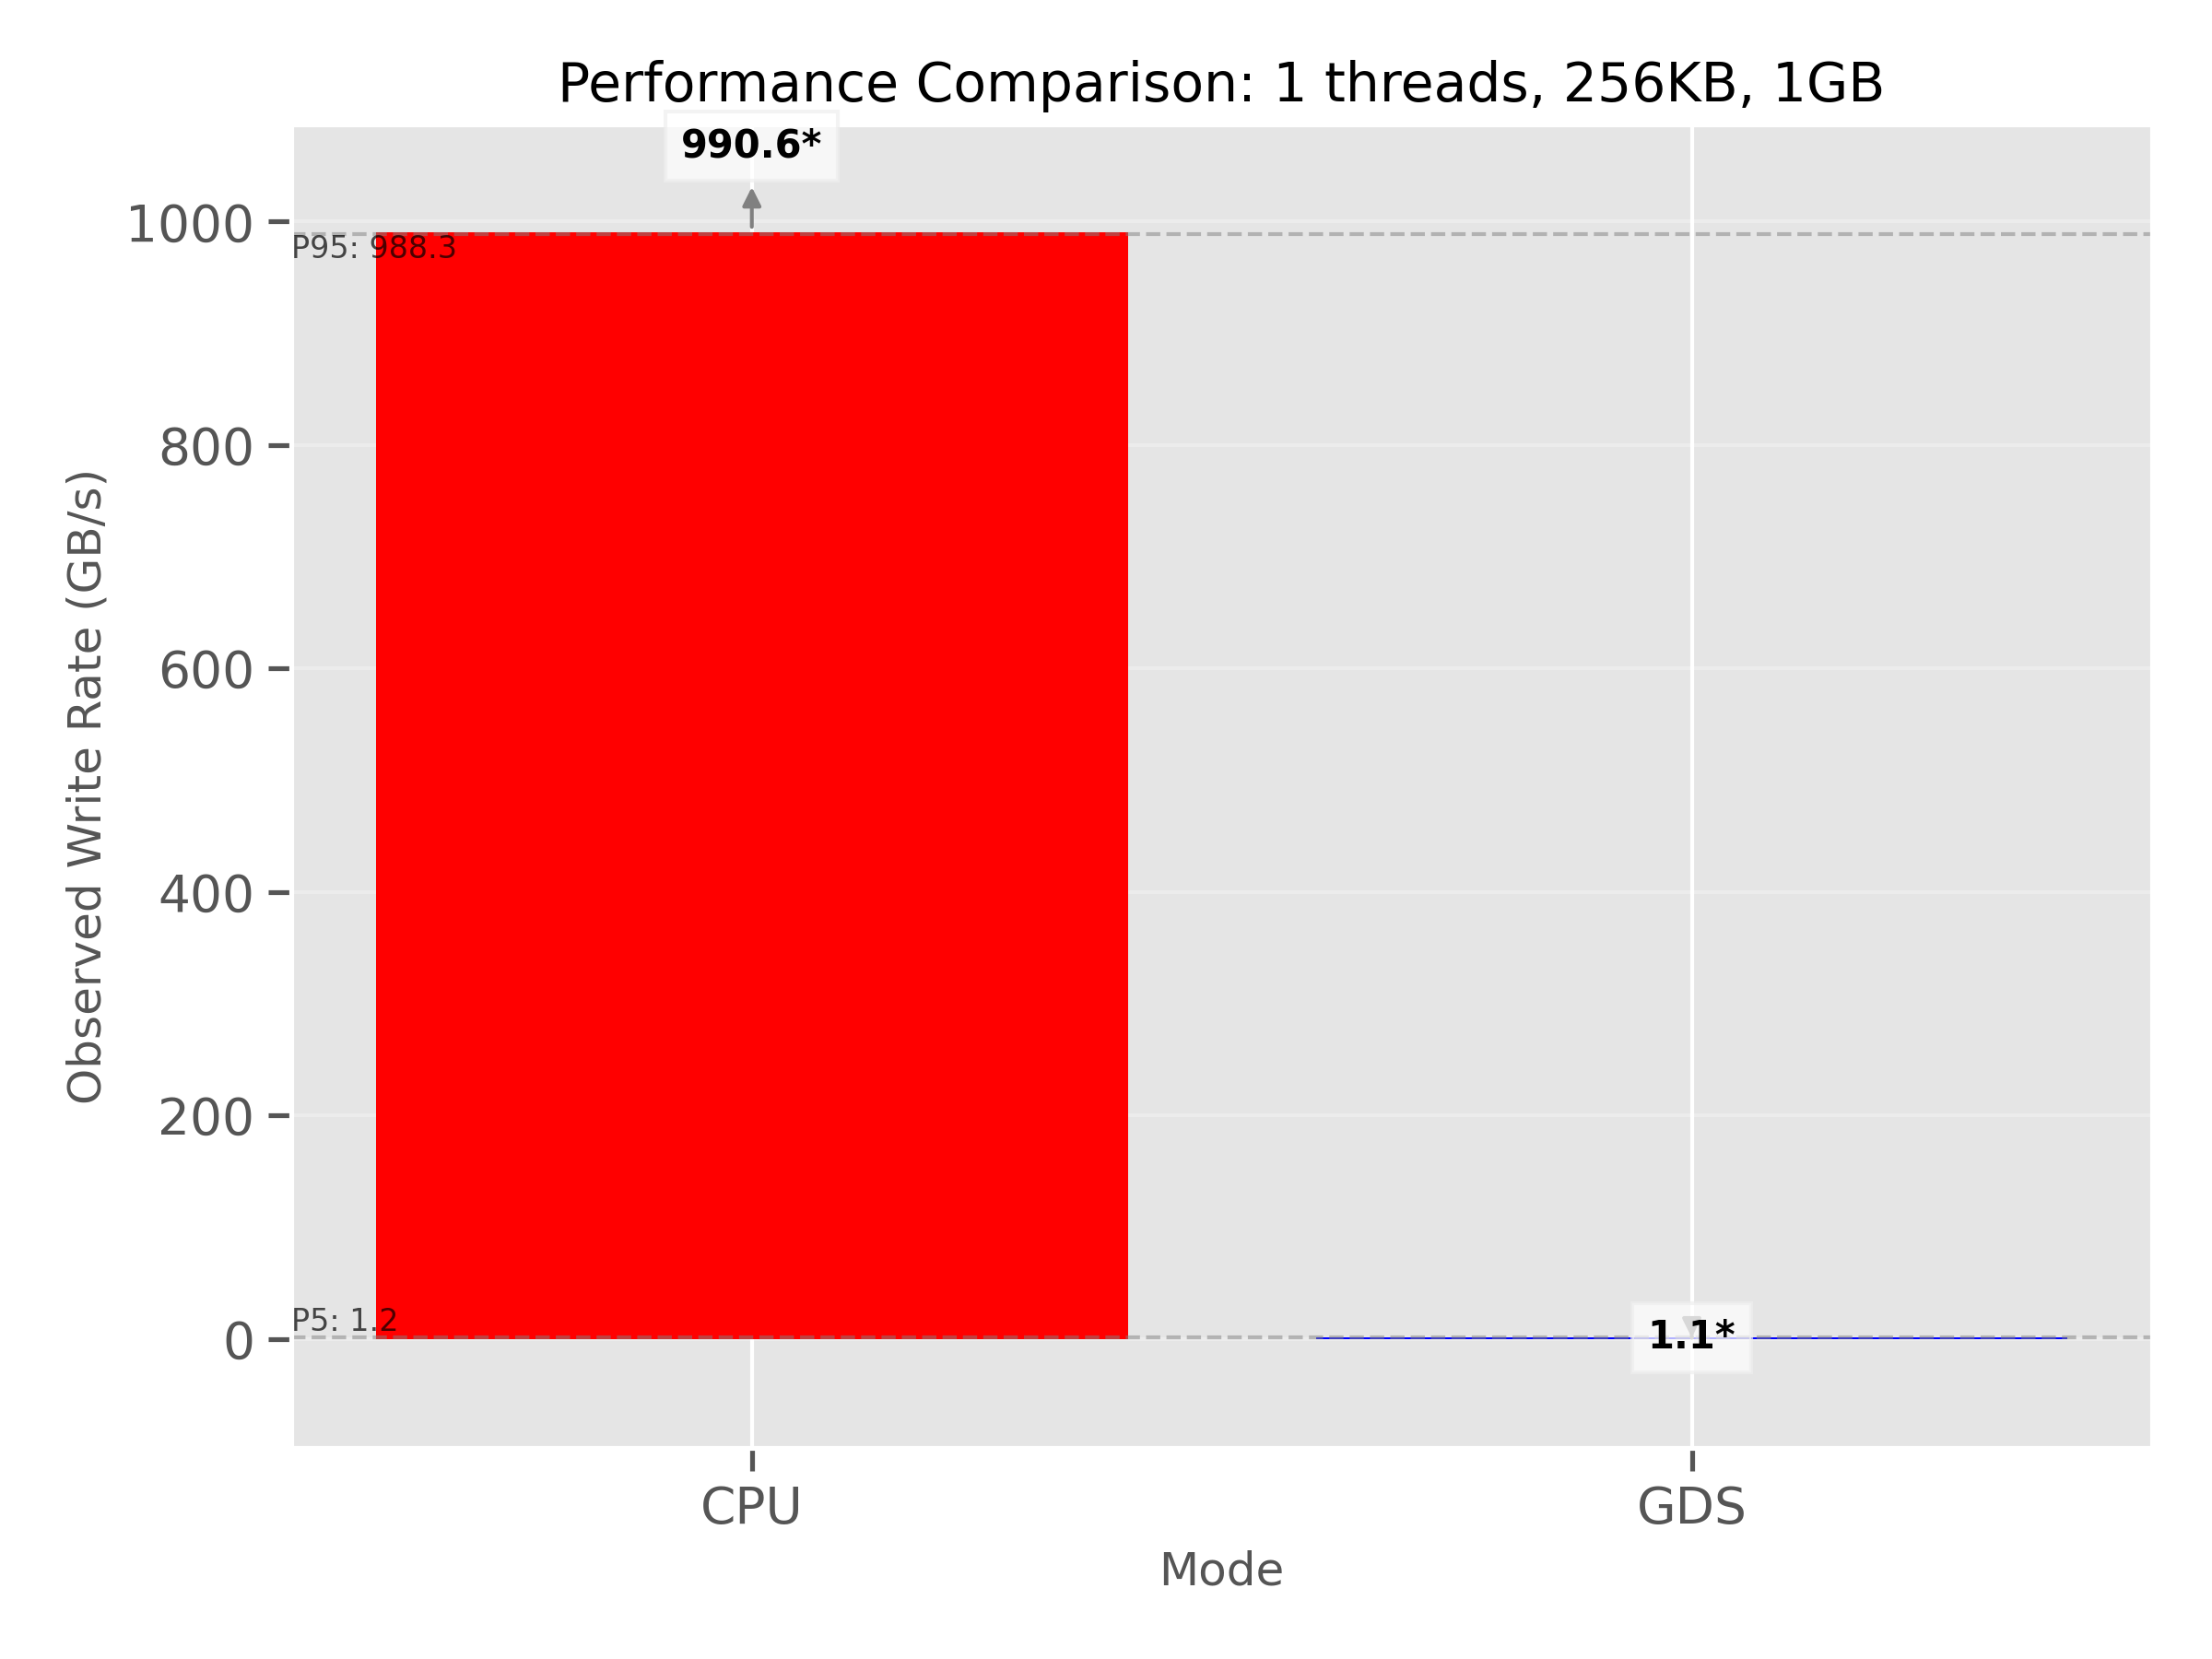 Performance Comparison: 1 threads, 256KB, 1GB
990.6*
1000
P95: 988.3
800
600
400
200
P5: 1.2
0
1.1*
Observed Write Rate (GB/s)
CPU
GDS
Mode